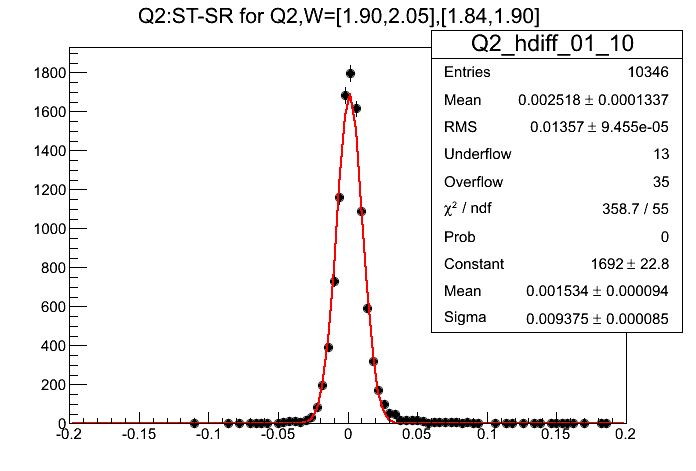 Q2:ST-SR for Q2,W=[1.90,2.05],[1.84,1.90]
Q2_hdiff_01_10
Entries 10346
Mean 0.002518 ± 0.0001337
RMS 0.01357 ± 9.455e-05
Underflow 13
Overflow 35
χ² / ndf 358.7 / 55
Prob 0
Constant 1692 ± 22.8
Mean 0.001534 ± 0.000094
Sigma 0.009375 ± 0.000085
1800
1600
1400
1200
1000
800
600
400
200
0
-0.2 -0.15 -0.1 -0.05 0 0.05 0.1 0.15 0.2